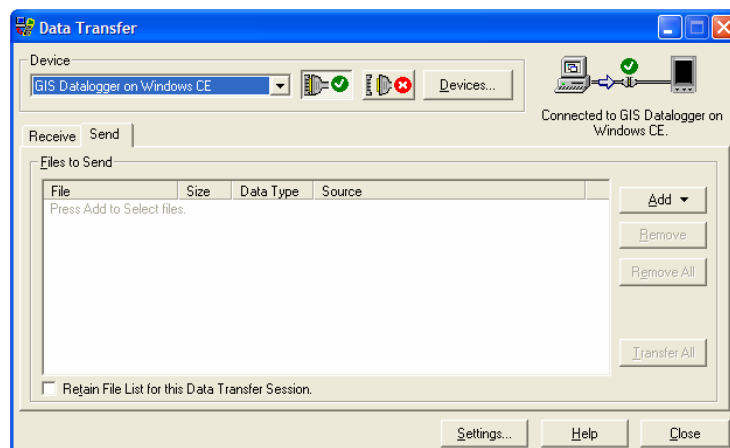 Data Transfer
Device
GIS Datalogger on Windows CE
Devices...
Connected to GIS Datalogger on
Windows CE.
Receive Send
Files to Send
File Size Data Type Source
Press Add to Select files.
Add
Remove
Remove All
Transfer All
Retain File List for this Data Transfer Session.
Settings... Help Close